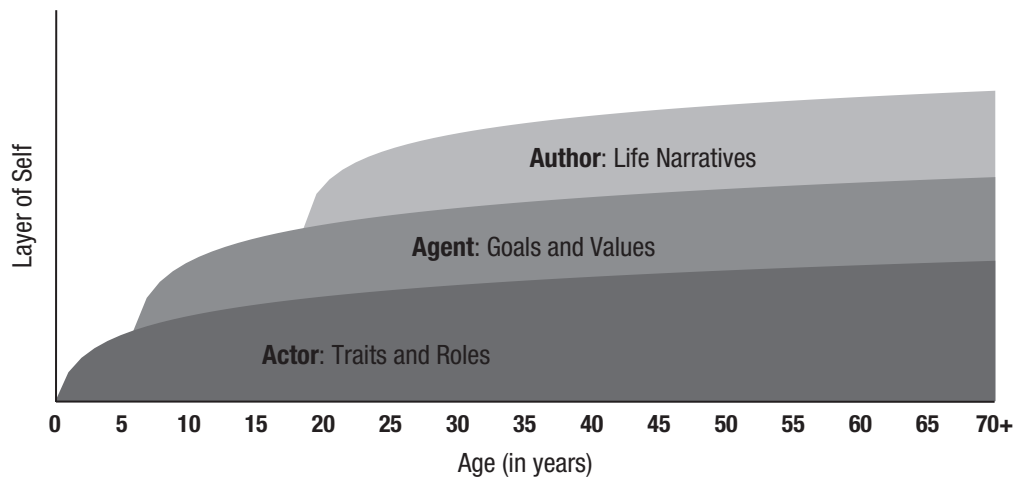 Layer of Self
Author: Life Narratives
Agent: Goals and Values
Actor: Traits and Roles
0 5 10 15 20 25 30 35 40 45 50 55 60 65 70+
Age (in years)